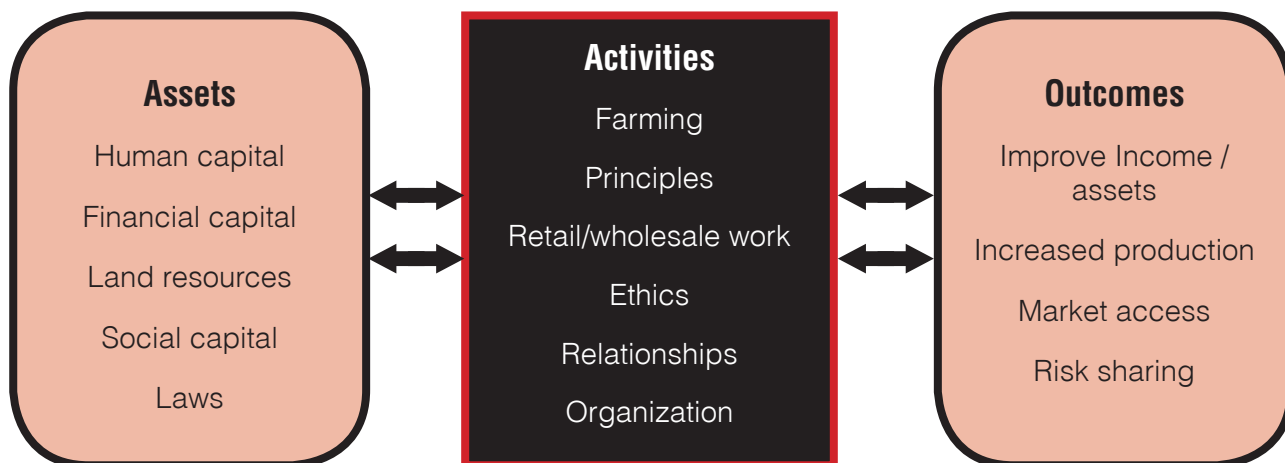 Assets
Human capital
Financial capital
Land resources
Social capital
Laws
Activities
Farming
Principles
Retail/wholesale work
Ethics
Relationships
Organization
Outcomes
Improve Income /
assets
Increased production
Market access
Risk sharing